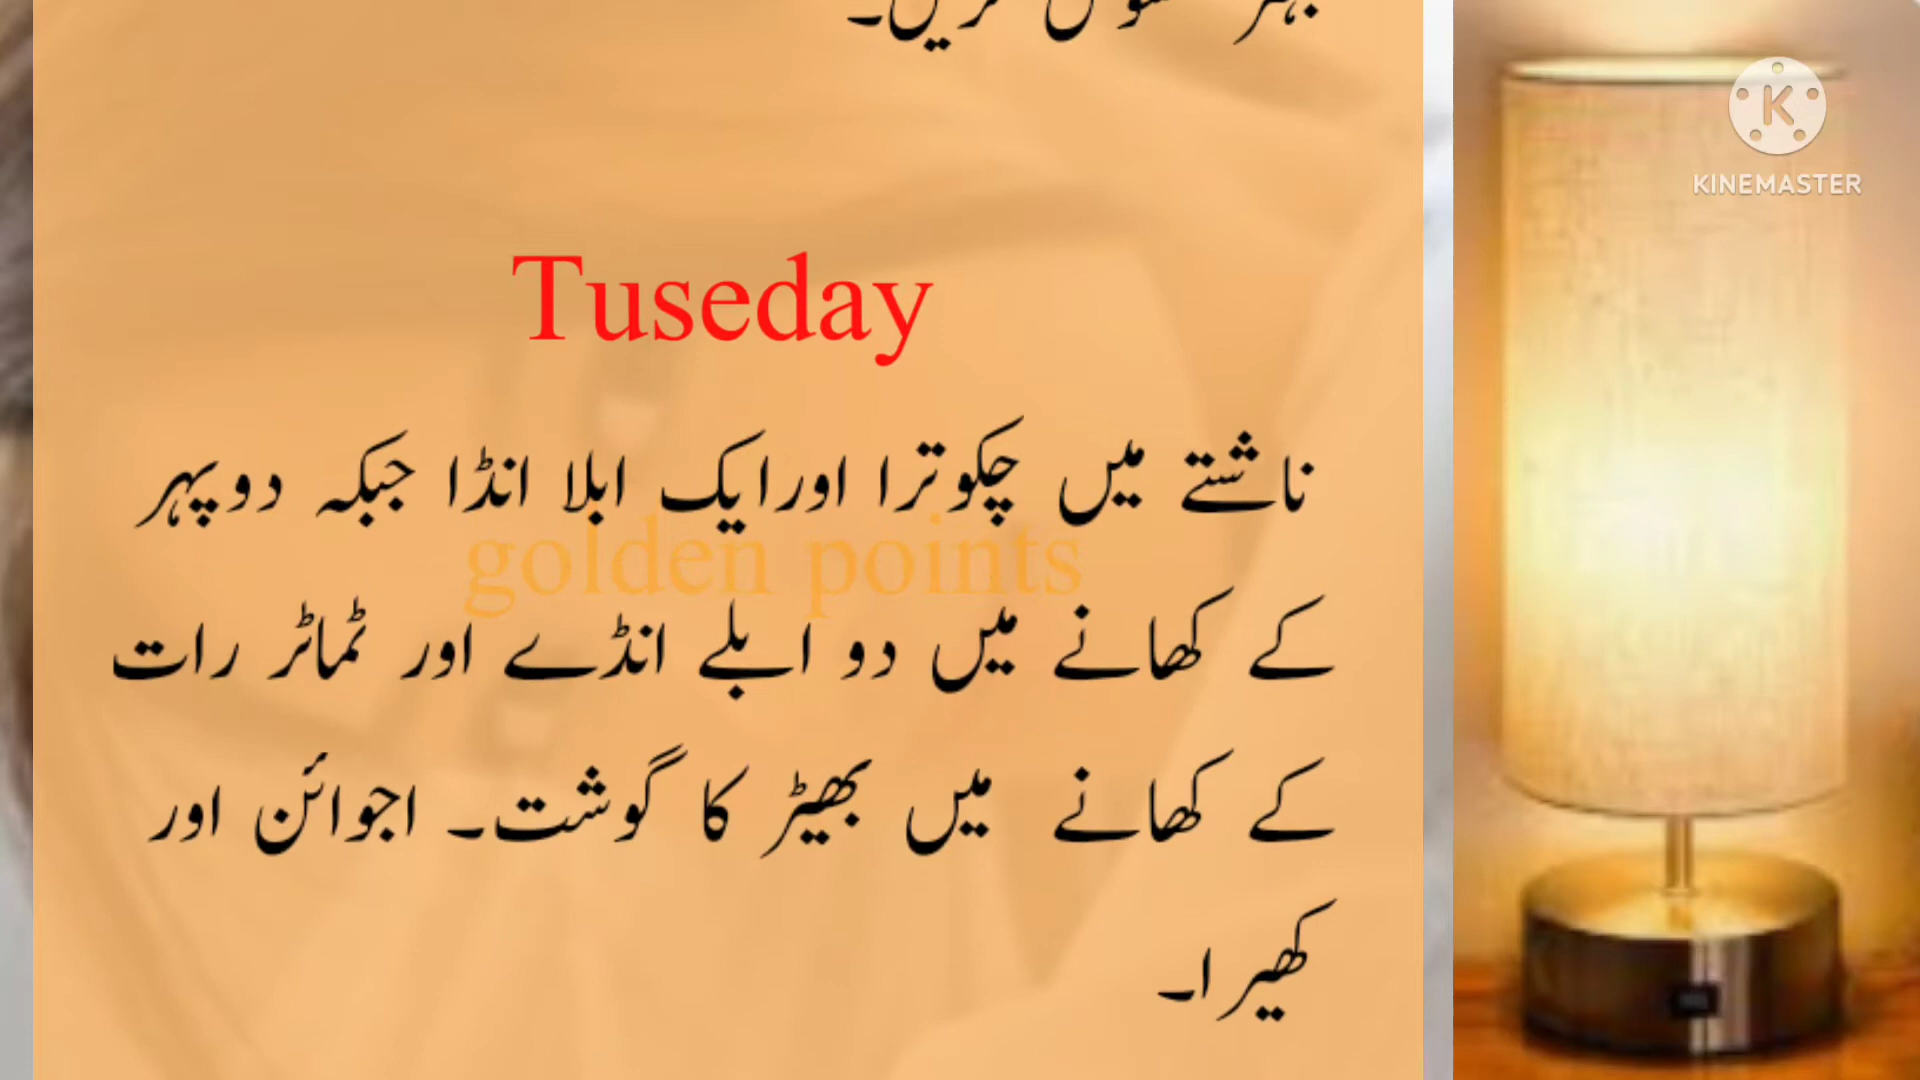 Tuseday
ناشتے میں چکوترا اورایک ابلا انڈا جبکہ دوپہر
golden points
کے کھانے میں دو ابلے انڈے اور ٹماٹر رات
کے کھانے میں بھیڑ کا گوشت۔ اجوائن اور
کھیرا۔
KINEMASTER